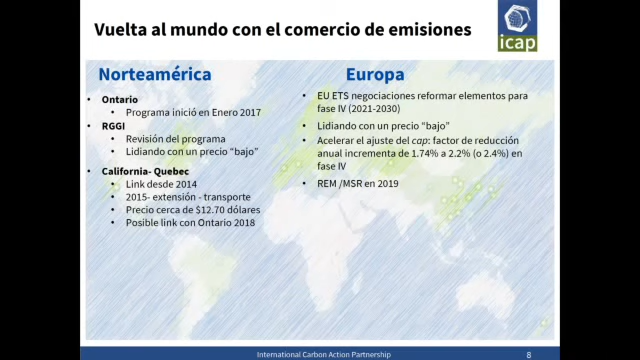 Vuelta al mundo con el comercio de emisiones
icap
Norteamérica
• Ontario
• Programa inició en Enero 2017
• RGGI
• Revisión del programa
• Lidiando con un precio “bajo”
• California- Quebec
• Link desde 2014
• 2015- extensión - transporte
• Precio cerca de $12.70 dólares
• Posible link con Ontario 2018
Europa
• EU ETS negociaciones reformar elementos para
fase IV (2021-2030)
• Lidiando con un precio “bajo”
• Acelerar el ajuste del cap: factor de reducción
anual incrementa de 1.74% a 2.2% (o 2.4%) en
fase IV
• REM /MSR en 2019
International Carbon Action Partnership
8